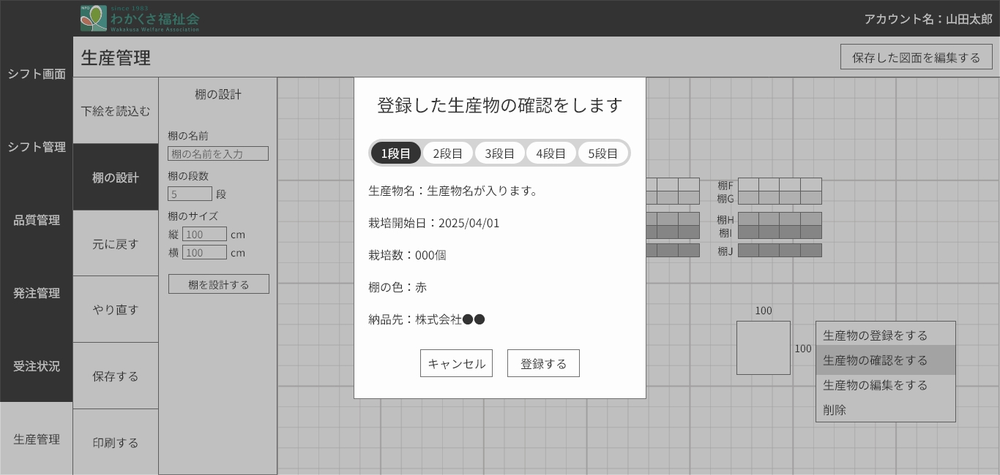 NPO
since 1983
わかくさ福祉会
Wakakusa Welfare Association
アカウント名：山田太郎
シフト画面
シフト管理
品質管理
発注管理
受注状況
生産管理
生産管理
保存した図面を編集する
下絵を読込む
棚の設計
元に戻す
やり直す
保存する
印刷する
棚の設計
棚の名前
棚の名前を入力
棚の段数
5 段
棚のサイズ
縦 100 cm
横 100 cm
棚を設計する
登録した生産物の確認をします
1段目 2段目 3段目 4段目 5段目
生産物名：生産物名が入ります。
栽培開始日：2025/04/01
栽培数：000個
棚の色：赤
納品先：株式会社●●
キャンセル 登録する
棚F
棚G
棚H
棚I
棚J
100
100
生産物の登録をする
生産物の確認をする
生産物の編集をする
削除